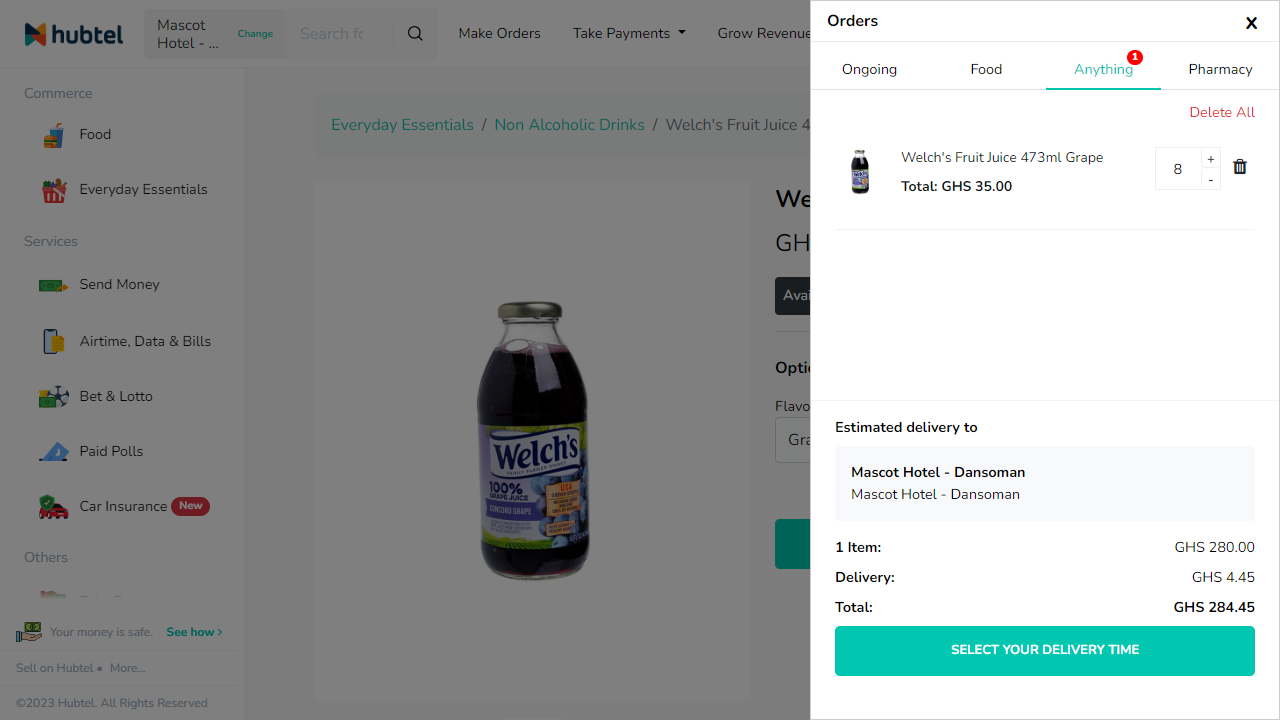 hubtel
Mascot
Hotel - ...
Change
Search fo
Make Orders
Take Payments
Grow Revenue
Commerce
Food
Everyday Essentials
Services
Send Money
Airtime, Data & Bills
Bet & Lotto
Paid Polls
Car Insurance New
Others
Your money is safe. See how
Sell on Hubtel • More...
©2023 Hubtel. All Rights Reserved
Everyday Essentials / Non Alcoholic Drinks / Welch's Fruit Juice 4
We
GH
Avai
Optio
Flavo
Gra
Welch's
100%
GRAPE JUICE
CONCORD GRAPE
USA
Orders
X
Ongoing
Food
Anything
1
Pharmacy
Delete All
Welch's Fruit Juice 473ml Grape
Total: GHS 35.00
8
+
-
Estimated delivery to
Mascot Hotel - Dansoman
Mascot Hotel - Dansoman
1 Item: GHS 280.00
Delivery: GHS 4.45
Total: GHS 284.45
SELECT YOUR DELIVERY TIME